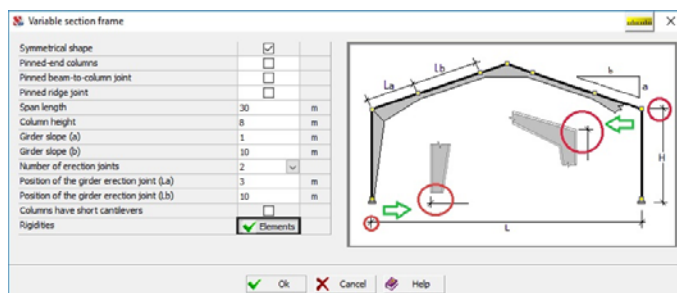 Variable section frame
Symmetrical shape
Pinned-end columns
Pinned beam-to-column joint
Pinned ridge joint
Span length 30 m
Column height 8 m
Girder slope (a) 1 m
Girder slope (b) 10 m
Number of erection joints 2
Position of the girder erection joint (La) 3 m
Position of the girder erection joint (Lb) 10 m
Columns have short cantilevers
Rigidities Elements
La
Lb
b
a
H
L
Ok Cancel Help